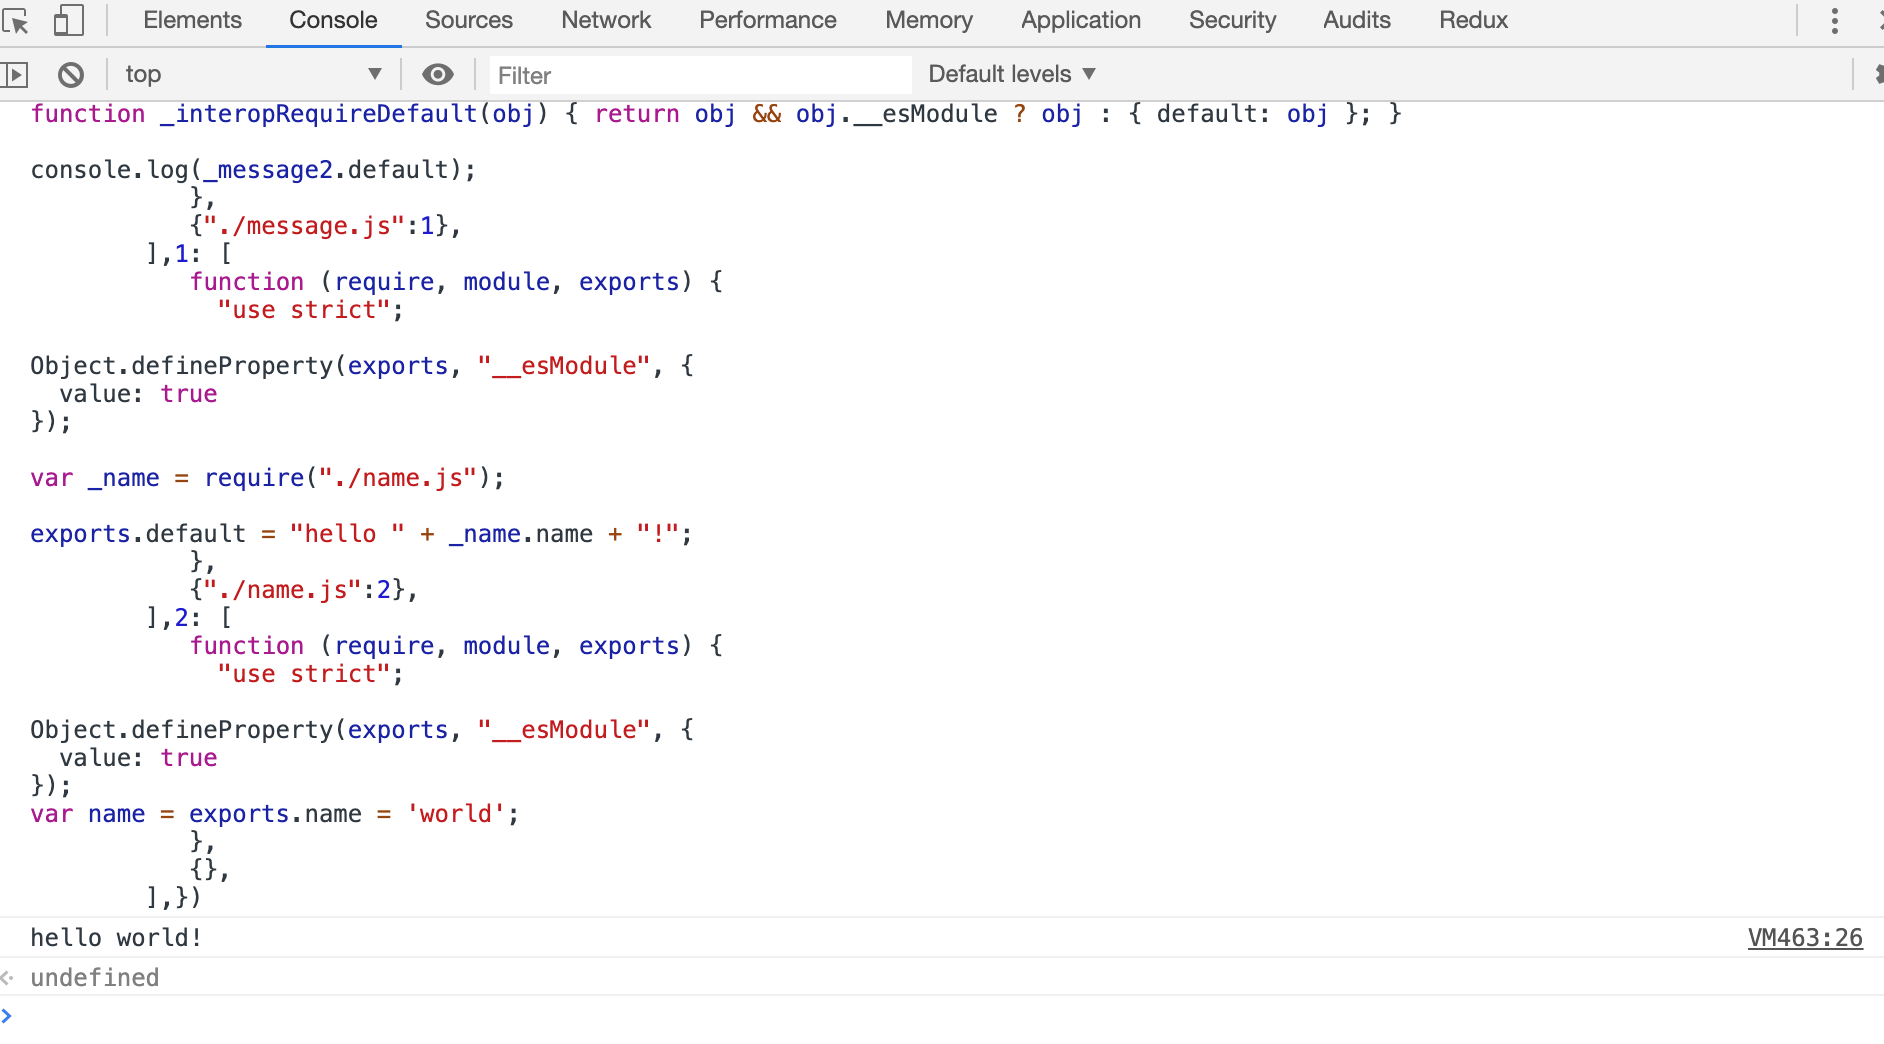 Elements Console Sources Network Performance Memory Application Security Audits Redux
top Filter Default levels
function _interopRequireDefault(obj) { return obj && obj.__esModule ? obj : { default: obj }; }
console.log(_message2.default);
},
{"./message.js":1},
],1: [
function (require, module, exports) {
"use strict";
Object.defineProperty(exports, "__esModule", {
value: true
});
var _name = require("./name.js");
exports.default = "hello " + _name.name + "!";
},
{"./name.js":2},
],2: [
function (require, module, exports) {
"use strict";
Object.defineProperty(exports, "__esModule", {
value: true
});
var name = exports.name = 'world';
},
{},
],})
hello world! VM463:26
undefined